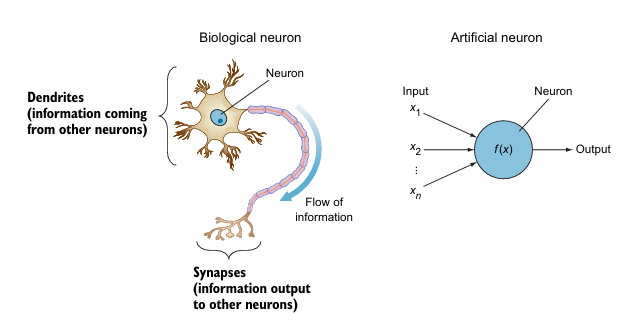 Biological neuron
Neuron
Dendrites
(information coming
from other neurons)
Flow of
information
Synapses
(information output
to other neurons)
Artificial neuron
Input
Neuron
x1
x2
⋮
xn
f(x)
Output